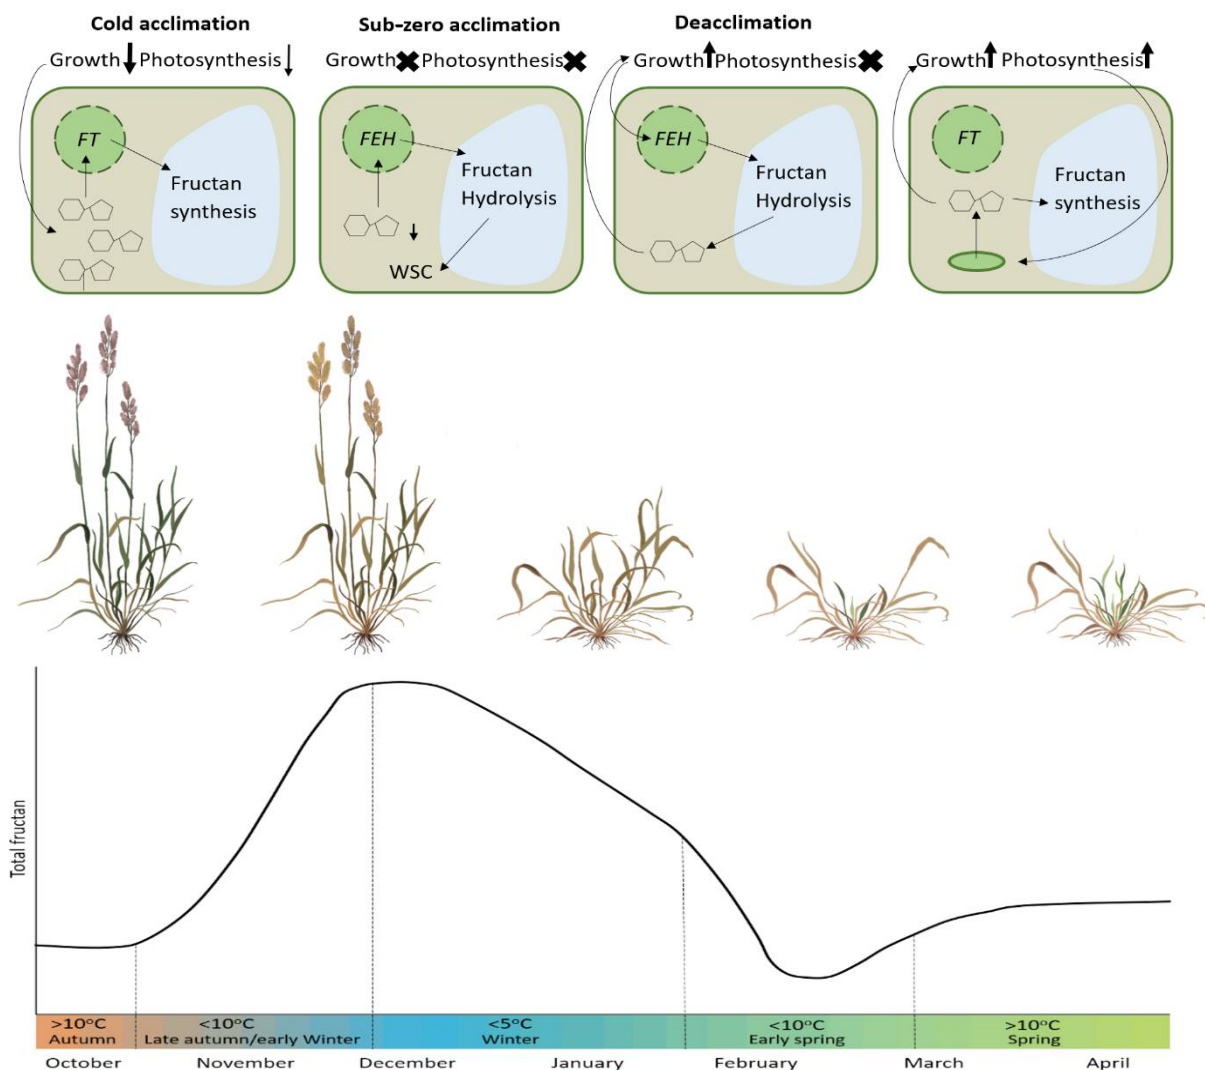 Cold acclimation
Growth Photosynthesis
FT
Fructan
synthesis
Sub-zero acclimation
Growth Photosynthesis
FEH
Fructan
Hydrolysis
WSC
Deacclimation
Growth Photosynthesis
FEH
Fructan
Hydrolysis
Growth Photosynthesis
FT
Fructan
synthesis
Total fructan
>10°C
Autumn
<10°C
Late autumn/early Winter
<5°C
Winter
<10°C
Early spring
>10°C
Spring
October November December January February March April